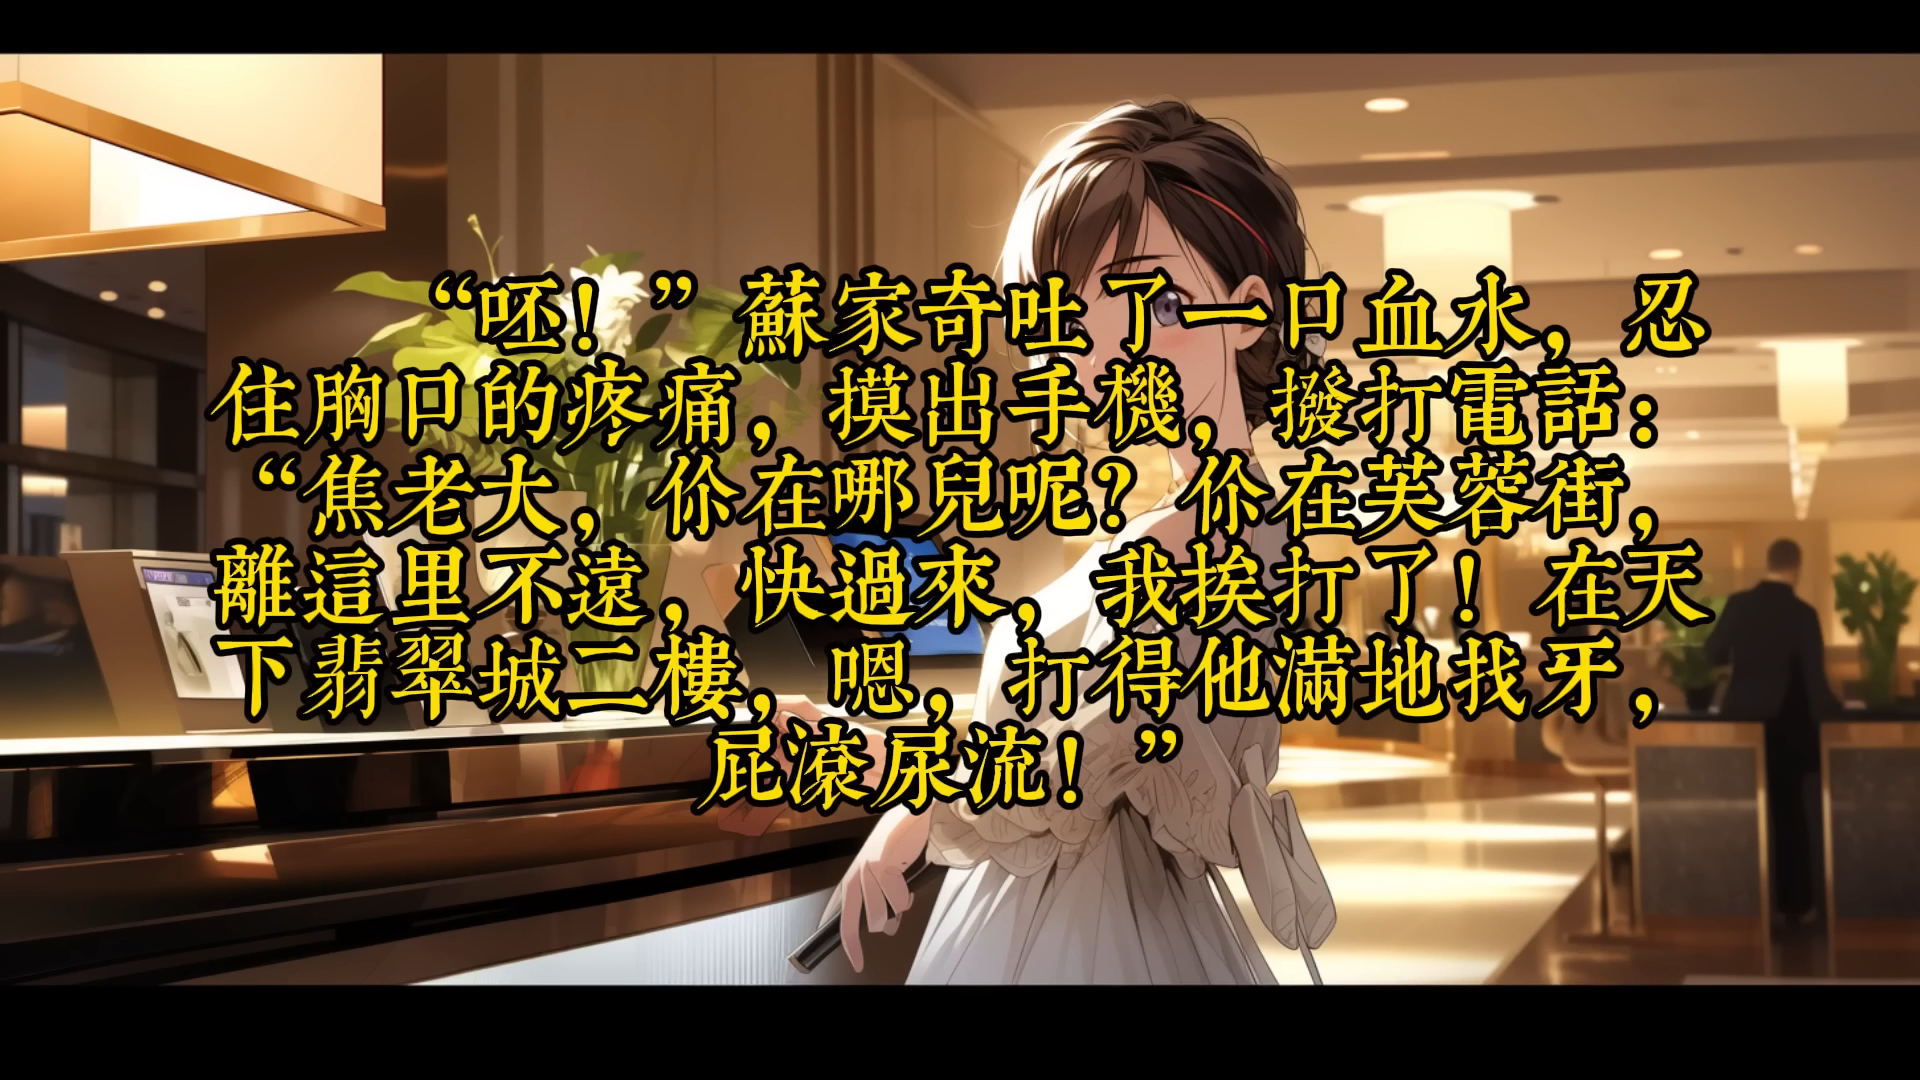 “呸！”蘇家奇吐了一口血水，忍
住胸口的疼痛，摸出手機，撥打電話：
“焦老大，你在哪兒呢？你在芙蓉街，
離這里不遠，快過來，我挨打了！在天
下翡翠城二樓，嗯，打得他滿地找牙，
屁滾尿流！”